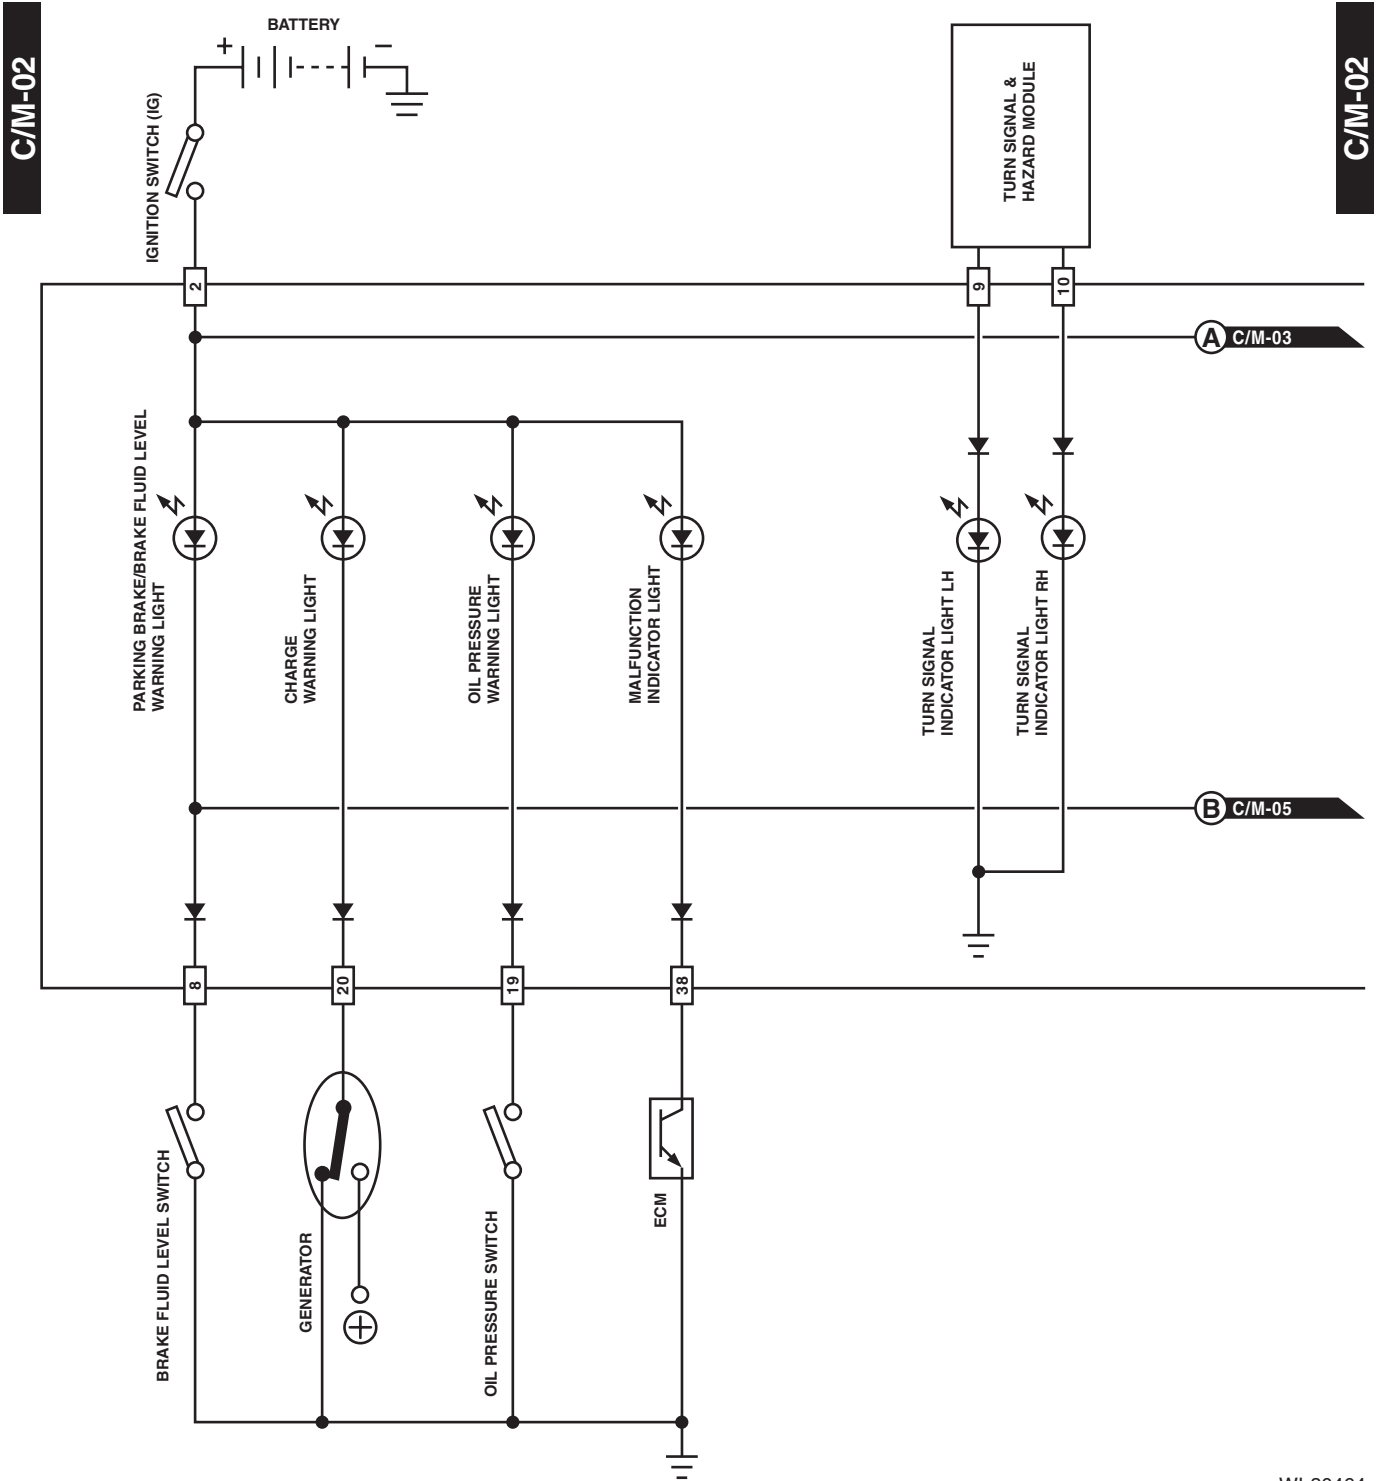 C/M-02
C/M-02
BATTERY
+
−
IGNITION SWITCH (IG)
TURN SIGNAL &
HAZARD MODULE
2
9
10
A C/M-03
PARKING BRAKE/BRAKE FLUID LEVEL
WARNING LIGHT
CHARGE
WARNING LIGHT
OIL PRESSURE
WARNING LIGHT
MALFUNCTION
INDICATOR LIGHT
TURN SIGNAL
INDICATOR LIGHT LH
TURN SIGNAL
INDICATOR LIGHT RH
B C/M-05
8
20
19
38
BRAKE FLUID LEVEL SWITCH
GENERATOR
+
OIL PRESSURE SWITCH
ECM